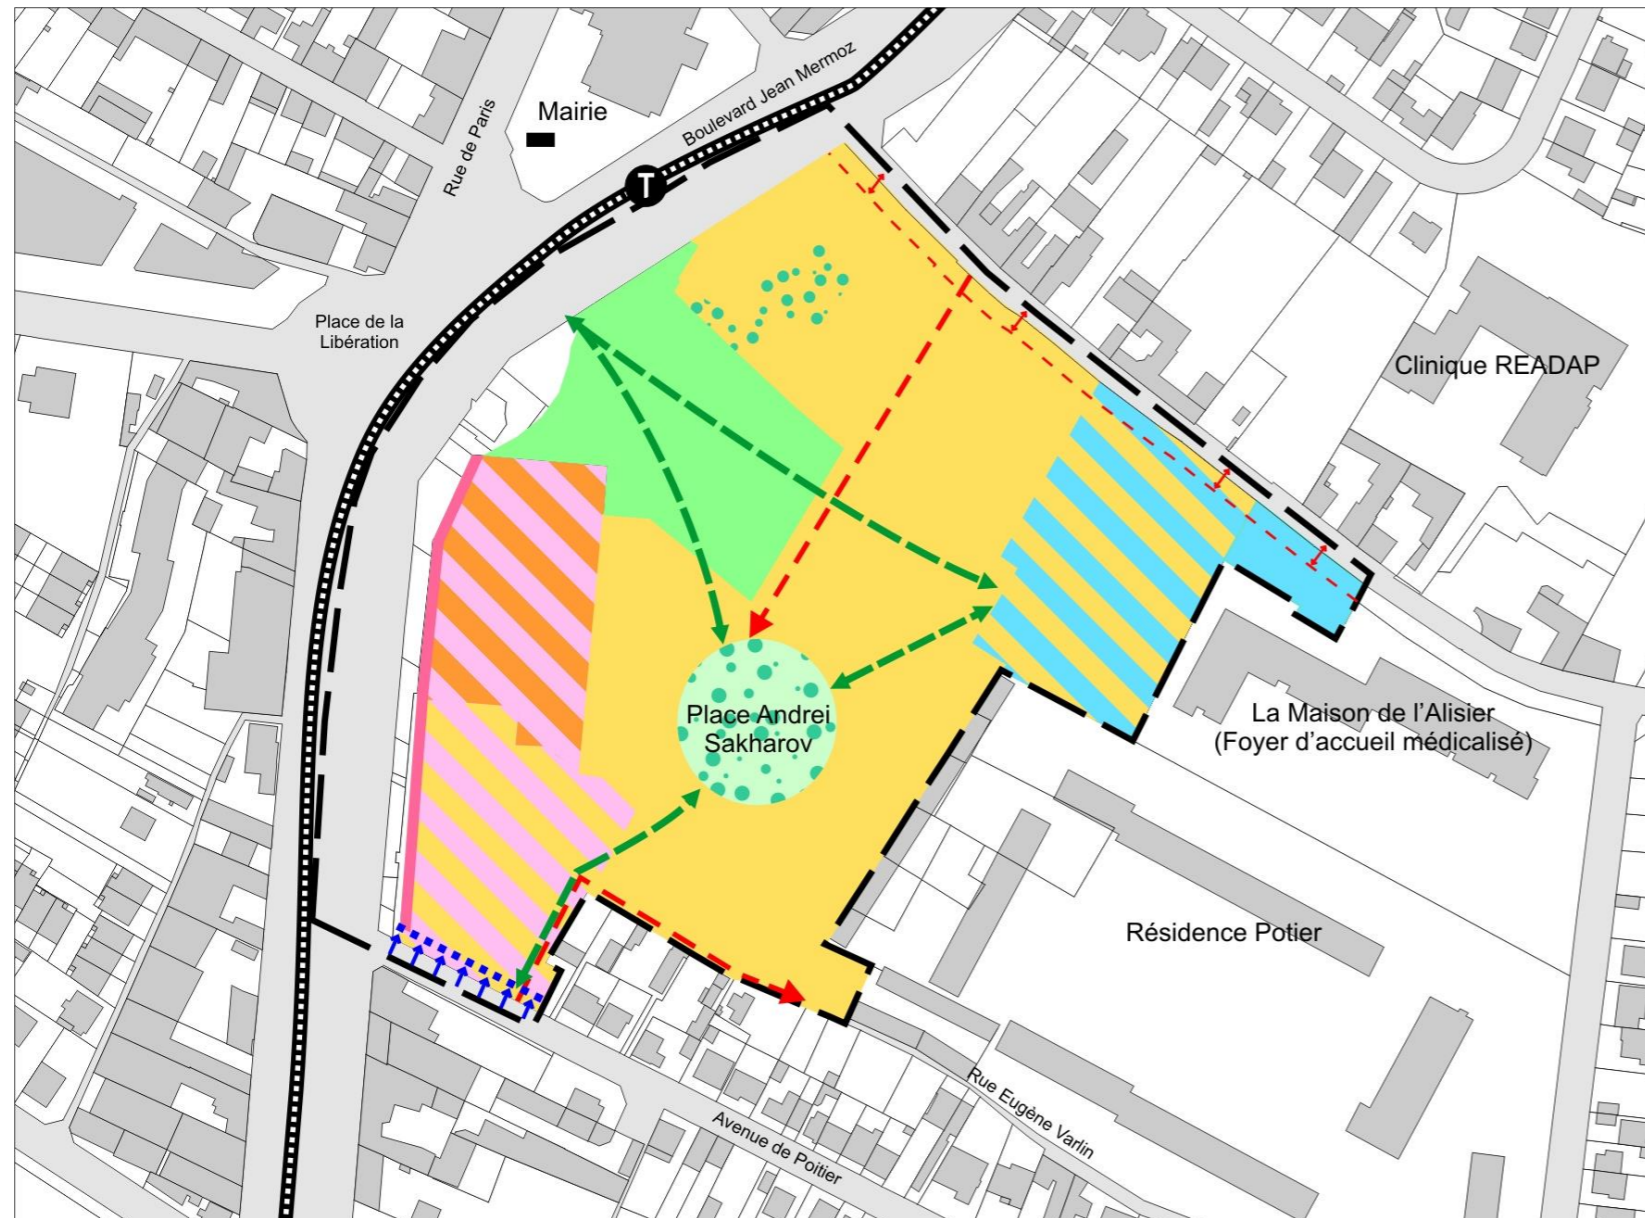 Mairie
Boulevard Jean Mermoz
Rue de Paris
T
Place de la
Libération
Clinique READAP
Place Andrei
Sakharov
La Maison de l'Alisier
(Foyer d'accueil médicalisé)
Résidence Potier
Rue Eugène Varlin
Avenue de Poitier